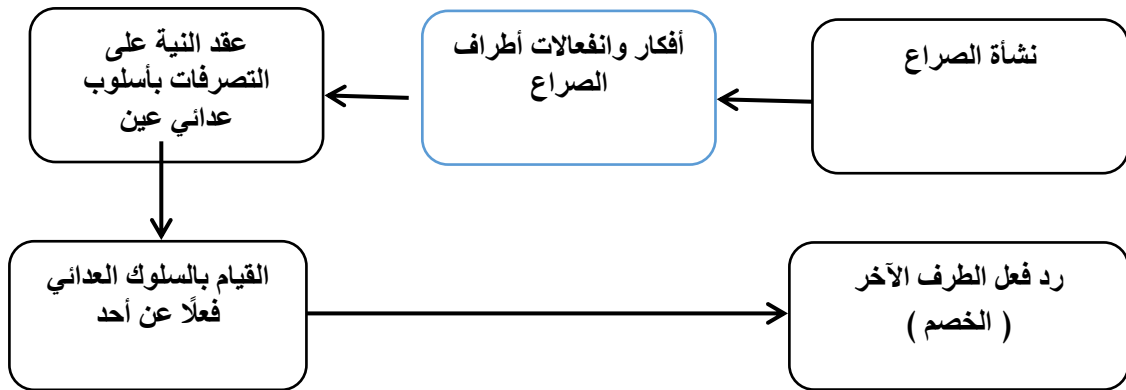 نشأة الصراع
أفكار وانفعالات أطراف
الصراع
عقد النية على
التصرفات بأسلوب
عدائي عين
القيام بالسلوك العدائي
فعلًا عن أحد
رد فعل الطرف الآخر
( الخصم )